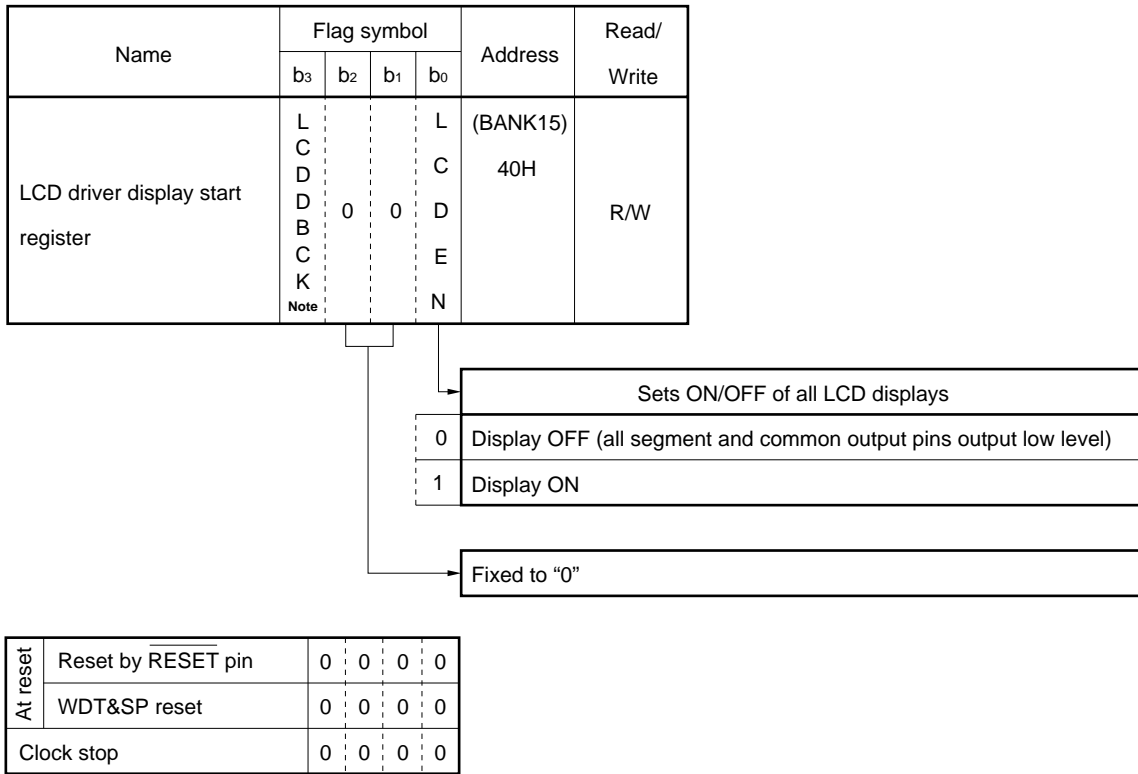 Name
Flag symbol
b3 b2 b1 b0
Address
Read/
Write
LCD driver display start
register
LCDDBCK
Note
0
0
LCDEN
(BANK15)
40H
R/W
Sets ON/OFF of all LCD displays
0 Display OFF (all segment and common output pins output low level)
1 Display ON
Fixed to “0”
At reset
Reset by RESET pin 0 0 0 0
WDT&SP reset 0 0 0 0
Clock stop 0 0 0 0